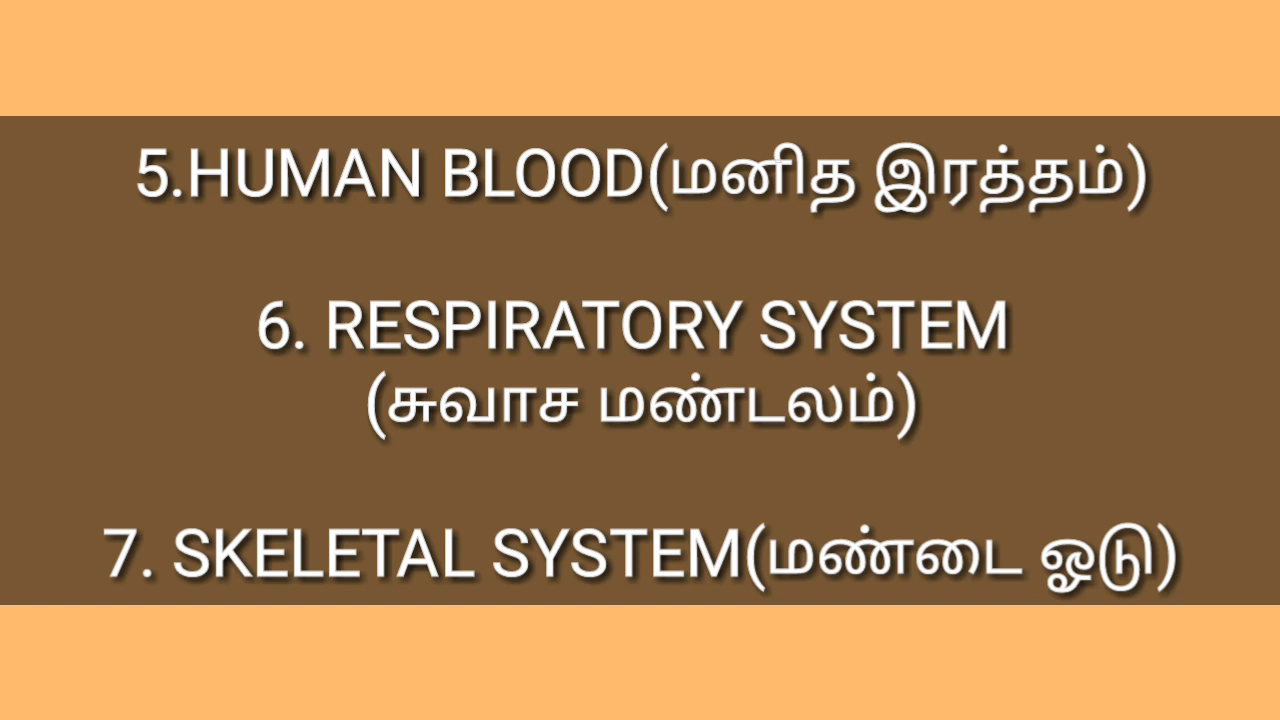 5.HUMAN BLOOD(மனித இரத்தம்)
6. RESPIRATORY SYSTEM
(சுவாச மண்டலம்)
7. SKELETAL SYSTEM(மண்டை ஓடு)